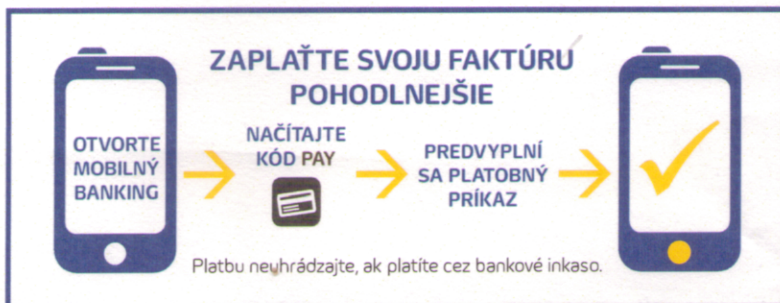 ZAPLAŤTE SVOJU FAKTÚRU
POHODLNEJŠIE
OTVORTE
MOBILNÝ
BANKING
NAČÍTAJTE
KÓD PAY
PREDVYPLNÍ
SA PLATOBNÝ
PRÍKAZ
Platbu neuhrádzajte, ak platíte cez bankové inkaso.